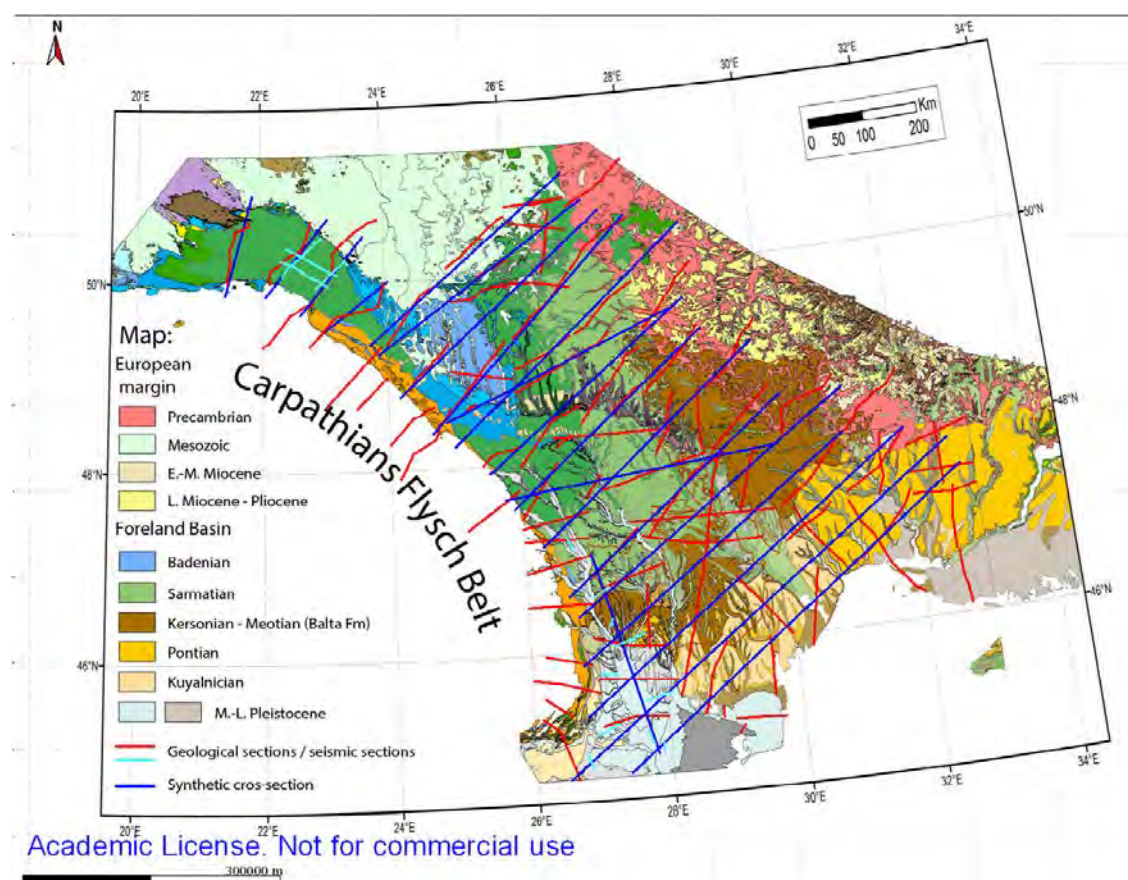 N
34°E
32°E
30°E
28°E
26°E
24°E
22°E
20°E
Km
0 50 100 200
50°N
50°N
Map:
European
margin
Precambrian
Mesozoic
E.-M. Miocene
L. Miocene - Pliocene
Foreland Basin
Badenian
Sarmatian
Kersonian - Meotian (Balta Fm)
Pontian
Kuyalnician
M.-L. Pleistocene
Geological sections / seismic sections
Synthetic cros-section
Carpathians Flysch Belt
48°N
48°N
46°N
46°N
20°E
22°E
24°E
26°E
28°E
30°E
32°E
34°E
Academic License. Not for commercial use
300000 m